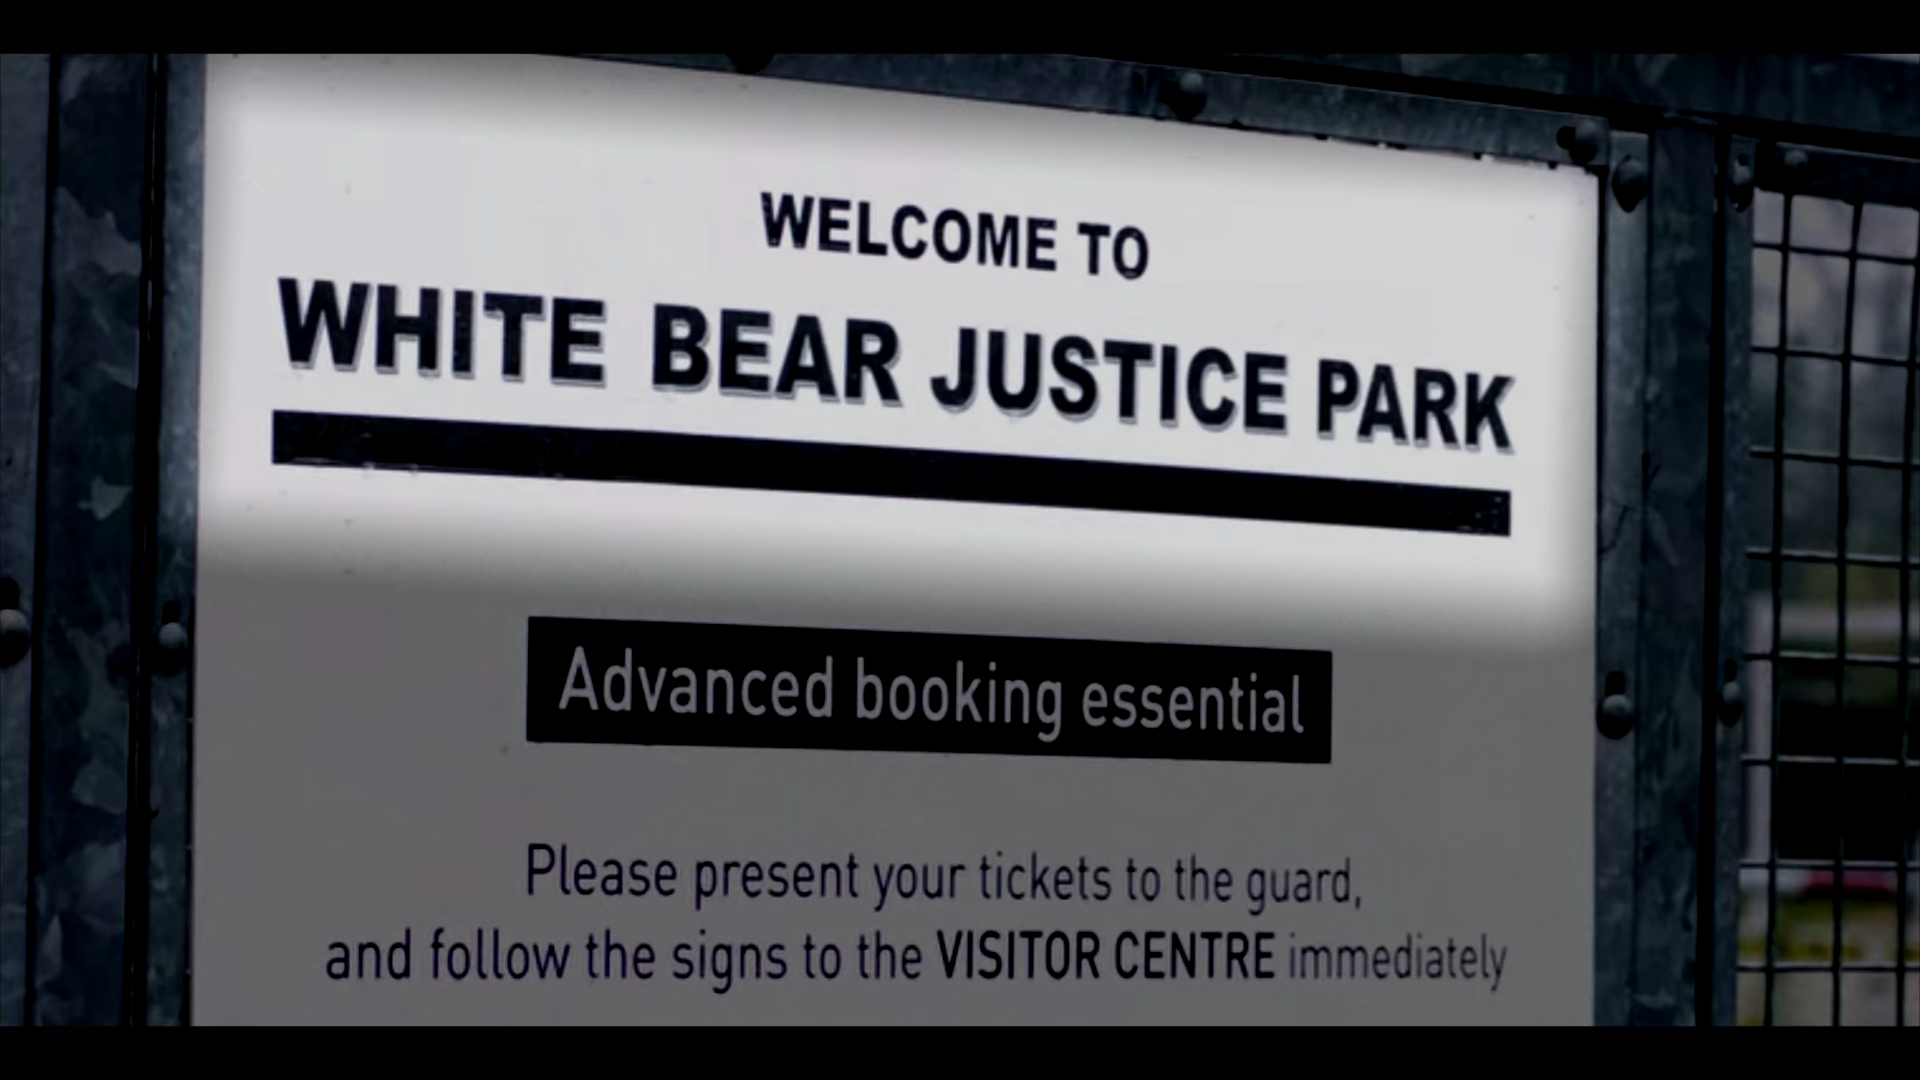 WELCOME TO
WHITE BEAR JUSTICE PARK
Advanced booking essential
Please present your tickets to the guard,
and follow the signs to the VISITOR CENTRE immediately